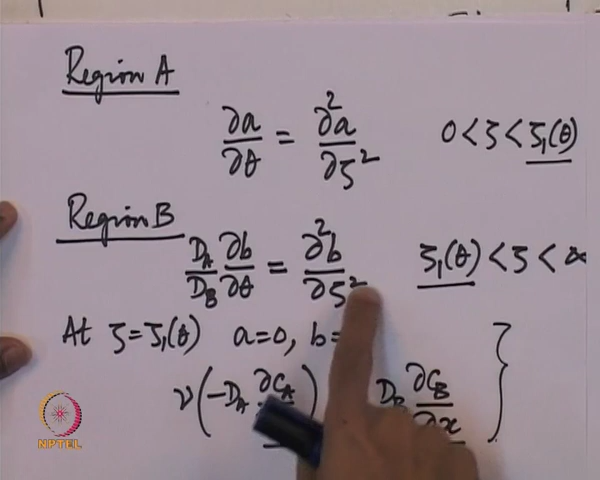 Region A
∂a/∂θ = ∂²a/∂ζ² 0 < ζ < ζ₁(θ)
Region B
D_A/D_B ∂b/∂θ = ∂²b/∂ζ² ζ₁(θ) < ζ < ∞
At ζ = ζ₁(θ) a=0, b=
ν(-D_A ∂C_A ) D_B ∂C_B/∂x }
NPTEL